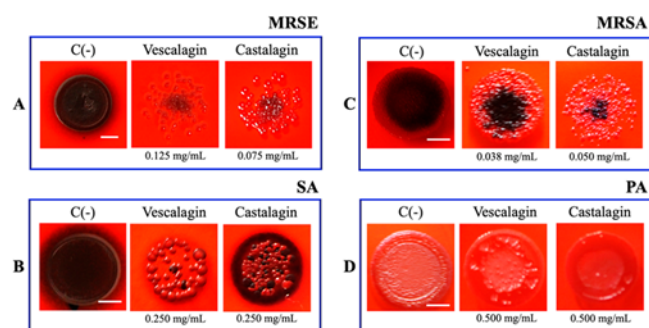 MRSE
C(-) Vescalagin Castalagin
A
0.125 mg/mL 0.075 mg/mL
MRSA
C(-) Vescalagin Castalagin
C
0.038 mg/mL 0.050 mg/mL
SA
C(-) Vescalagin Castalagin
B
0.250 mg/mL 0.250 mg/mL
PA
C(-) Vescalagin Castalagin
D
0.500 mg/mL 0.500 mg/mL